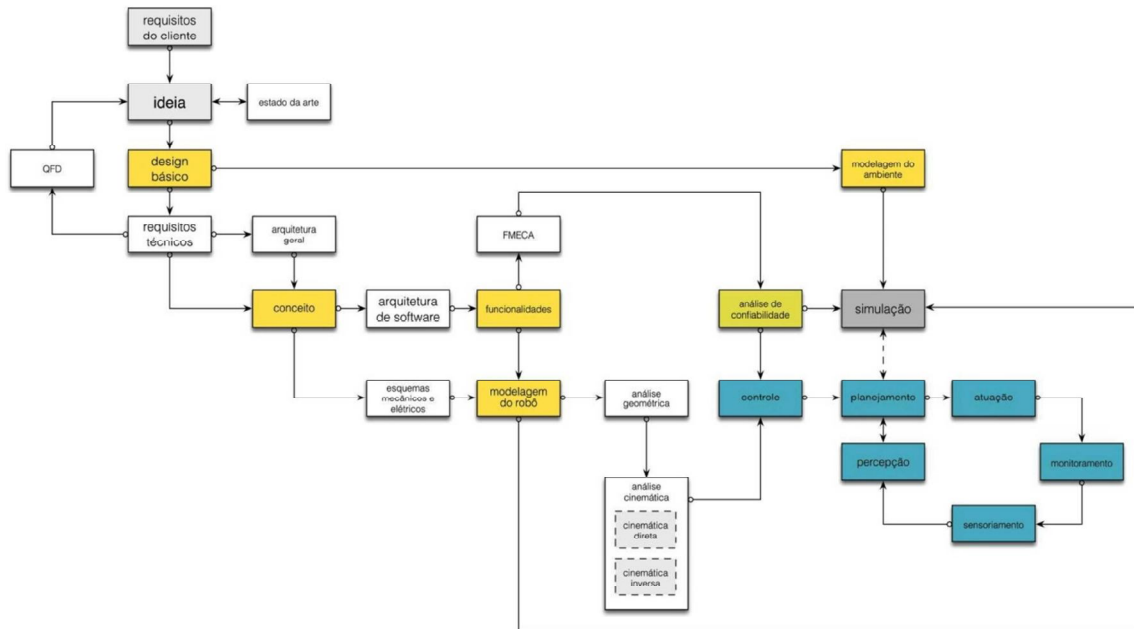 requisitos
do cliente
ideia
estado da arte
QFD
design
básico
modelagem do
ambiente
requisitos
técnicos
arquitetura
geral
FMECA
conceito
arquitetura
de software
funcionalidades
análise de
confiabilidade
simulação
esquemas
mecânicos e
elétricos
modelagem
do robô
análise
geométrica
controle
planejamento
atuação
percepção
monitoramento
análise
cinemática
cinemática
direta
sensoriamento
cinemática
inversa